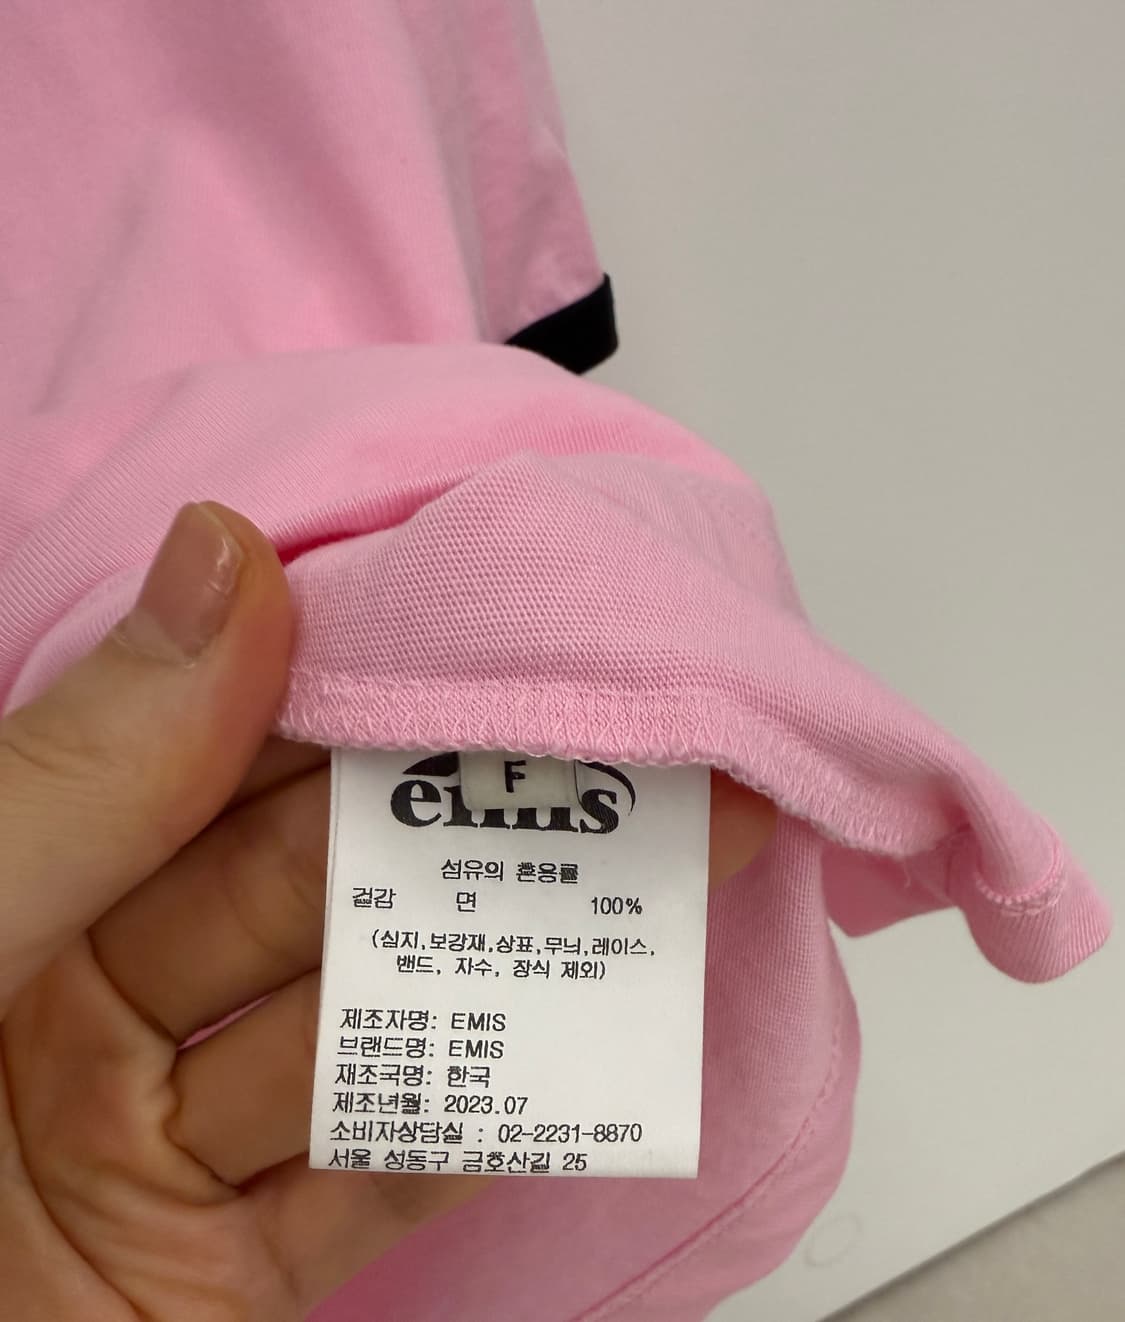 F
emis
섬유의 혼용률
겉감 면 100%
(심지,보강재,상표,무늬,레이스,
밴드, 자수, 장식 제외)
제조자명: EMIS
브랜드명: EMIS
재조국명: 한국
제조년월: 2023.07
소비자상담실 : 02-2231-8870
서울 성동구 금호산길 25